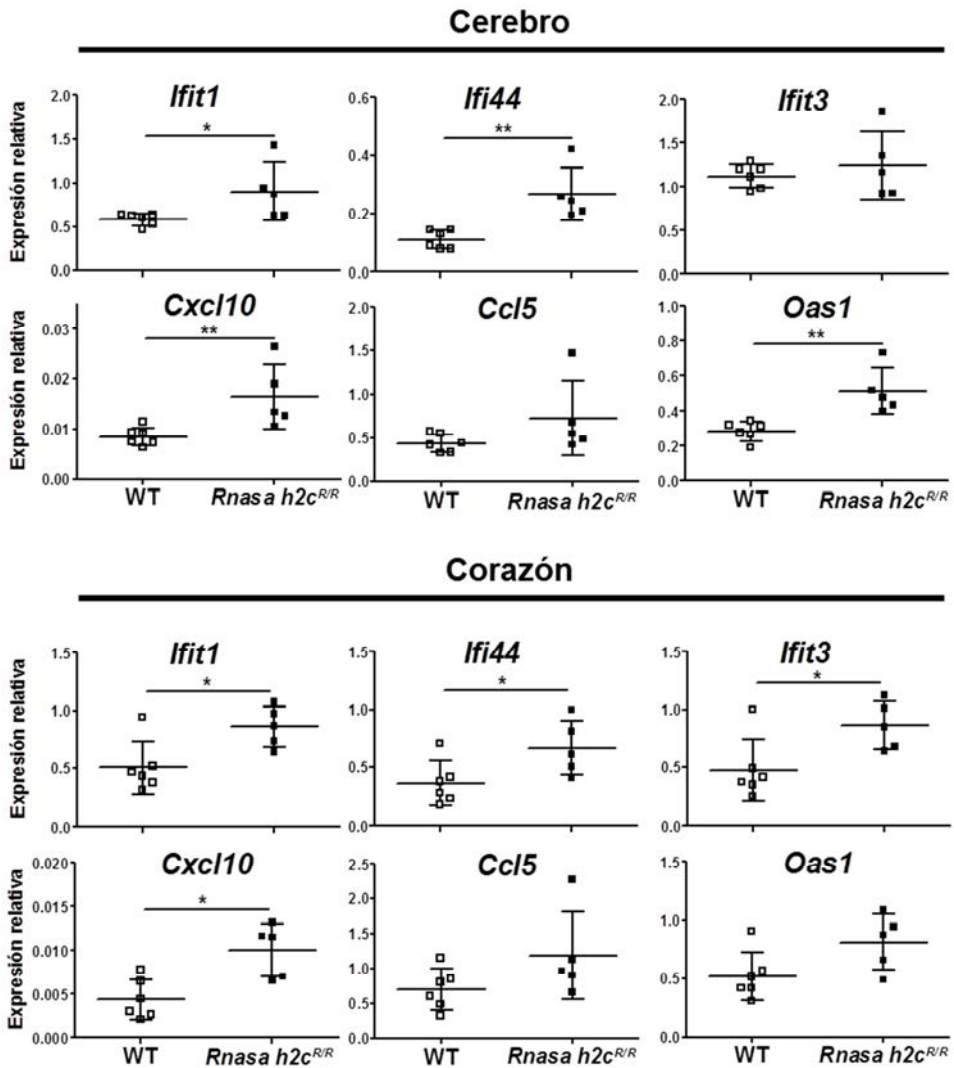 Cerebro
Ifit1
Ifi44
Ifit3
Expresión relativa
2.0
1.5
1.0
0.5
0.0
*
0.6
0.4
0.2
0.0
**
2.0
1.5
1.0
0.5
0.0
Cxcl10
Ccl5
Oas1
Expresión relativa
0.03
0.02
0.01
0.00
**
2.0
1.5
1.0
0.5
0.0
1.0
0.8
0.6
0.4
0.2
0.0
**
WT Rnasa h2c^R/R
WT Rnasa h2c^R/R
WT Rnasa h2c^R/R
Corazón
Ifit1
Ifi44
Ifit3
Expresión relativa
1.5
1.0
0.5
0.0
*
1.5
1.0
0.5
0.0
*
1.5
1.0
0.5
0.0
*
Cxcl10
Ccl5
Oas1
Expresión relativa
0.020
0.015
0.010
0.005
0.000
*
2.5
2.0
1.5
1.0
0.5
0.0
1.5
1.0
0.5
0.0
WT Rnasa h2c^R/R
WT Rnasa h2c^R/R
WT Rnasa h2c^R/R